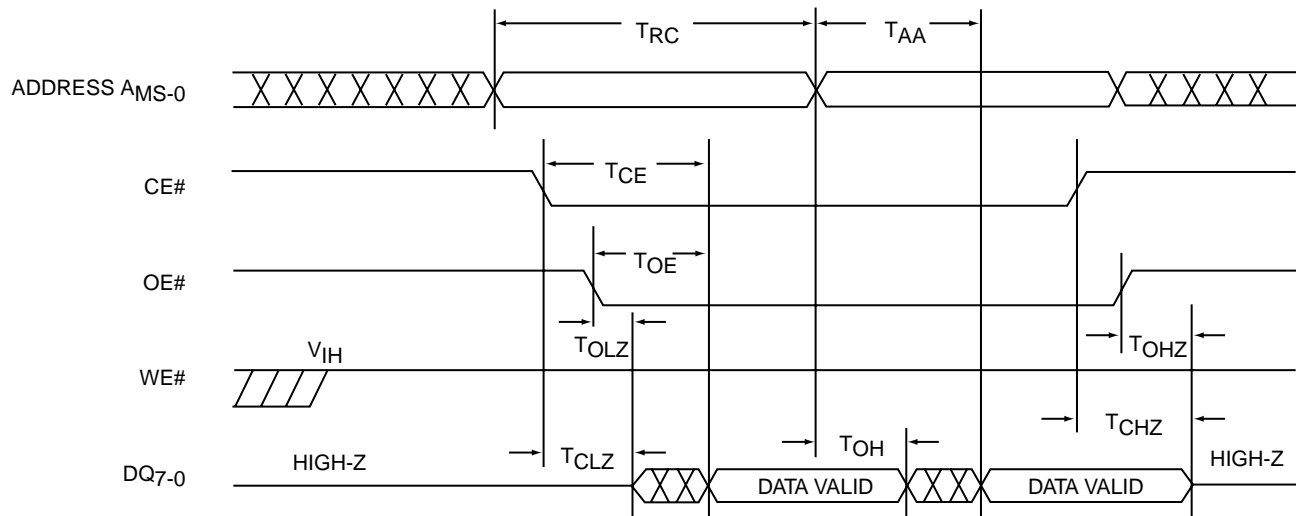 TRC TAA
ADDRESS AMS-0
TCE
CE#
TOE
OE#
TOLZ TOHZ
VIH
WE#
TCLZ TOH TCHZ
HIGH-Z HIGH-Z
DQ7-0 DATA VALID DATA VALID